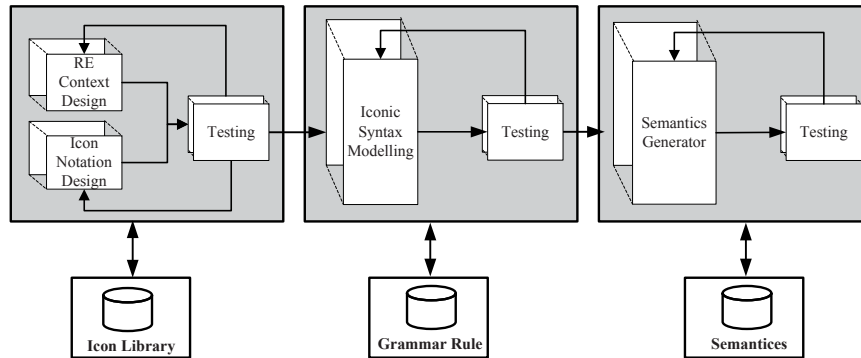 RE
Context
Design
Icon
Notation
Design
Testing
Iconic
Syntax
Modelling
Testing
Semantics
Generator
Testing
Icon Library
Grammar Rule
Semantices